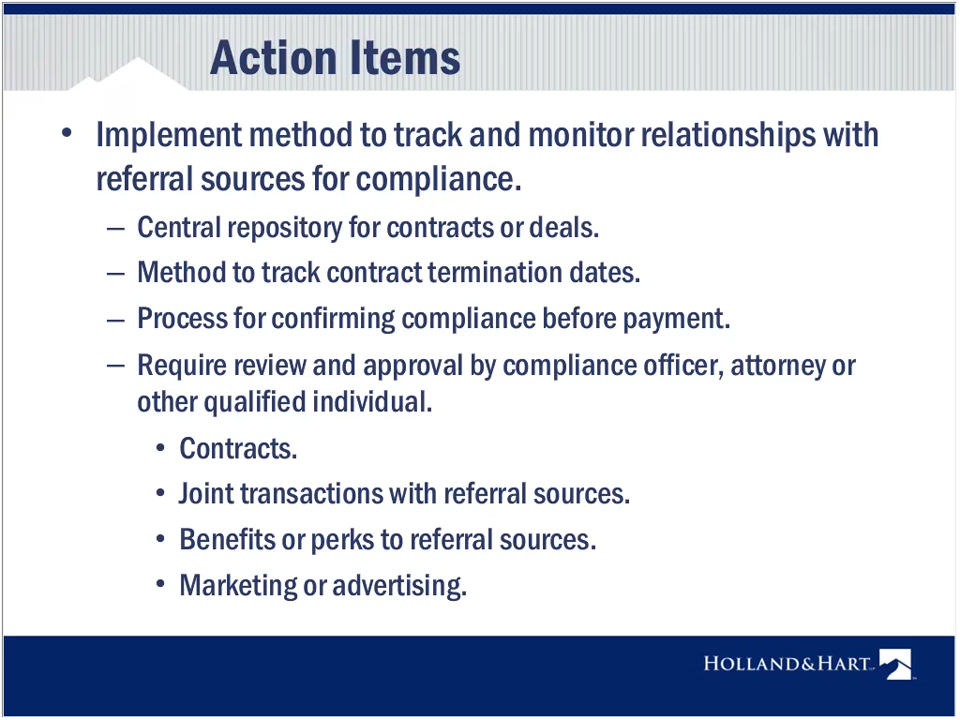 Action Items
• Implement method to track and monitor relationships with
referral sources for compliance.
– Central repository for contracts or deals.
– Method to track contract termination dates.
– Process for confirming compliance before payment.
– Require review and approval by compliance officer, attorney or
other qualified individual.
• Contracts.
• Joint transactions with referral sources.
• Benefits or perks to referral sources.
• Marketing or advertising.
HOLLAND&HART